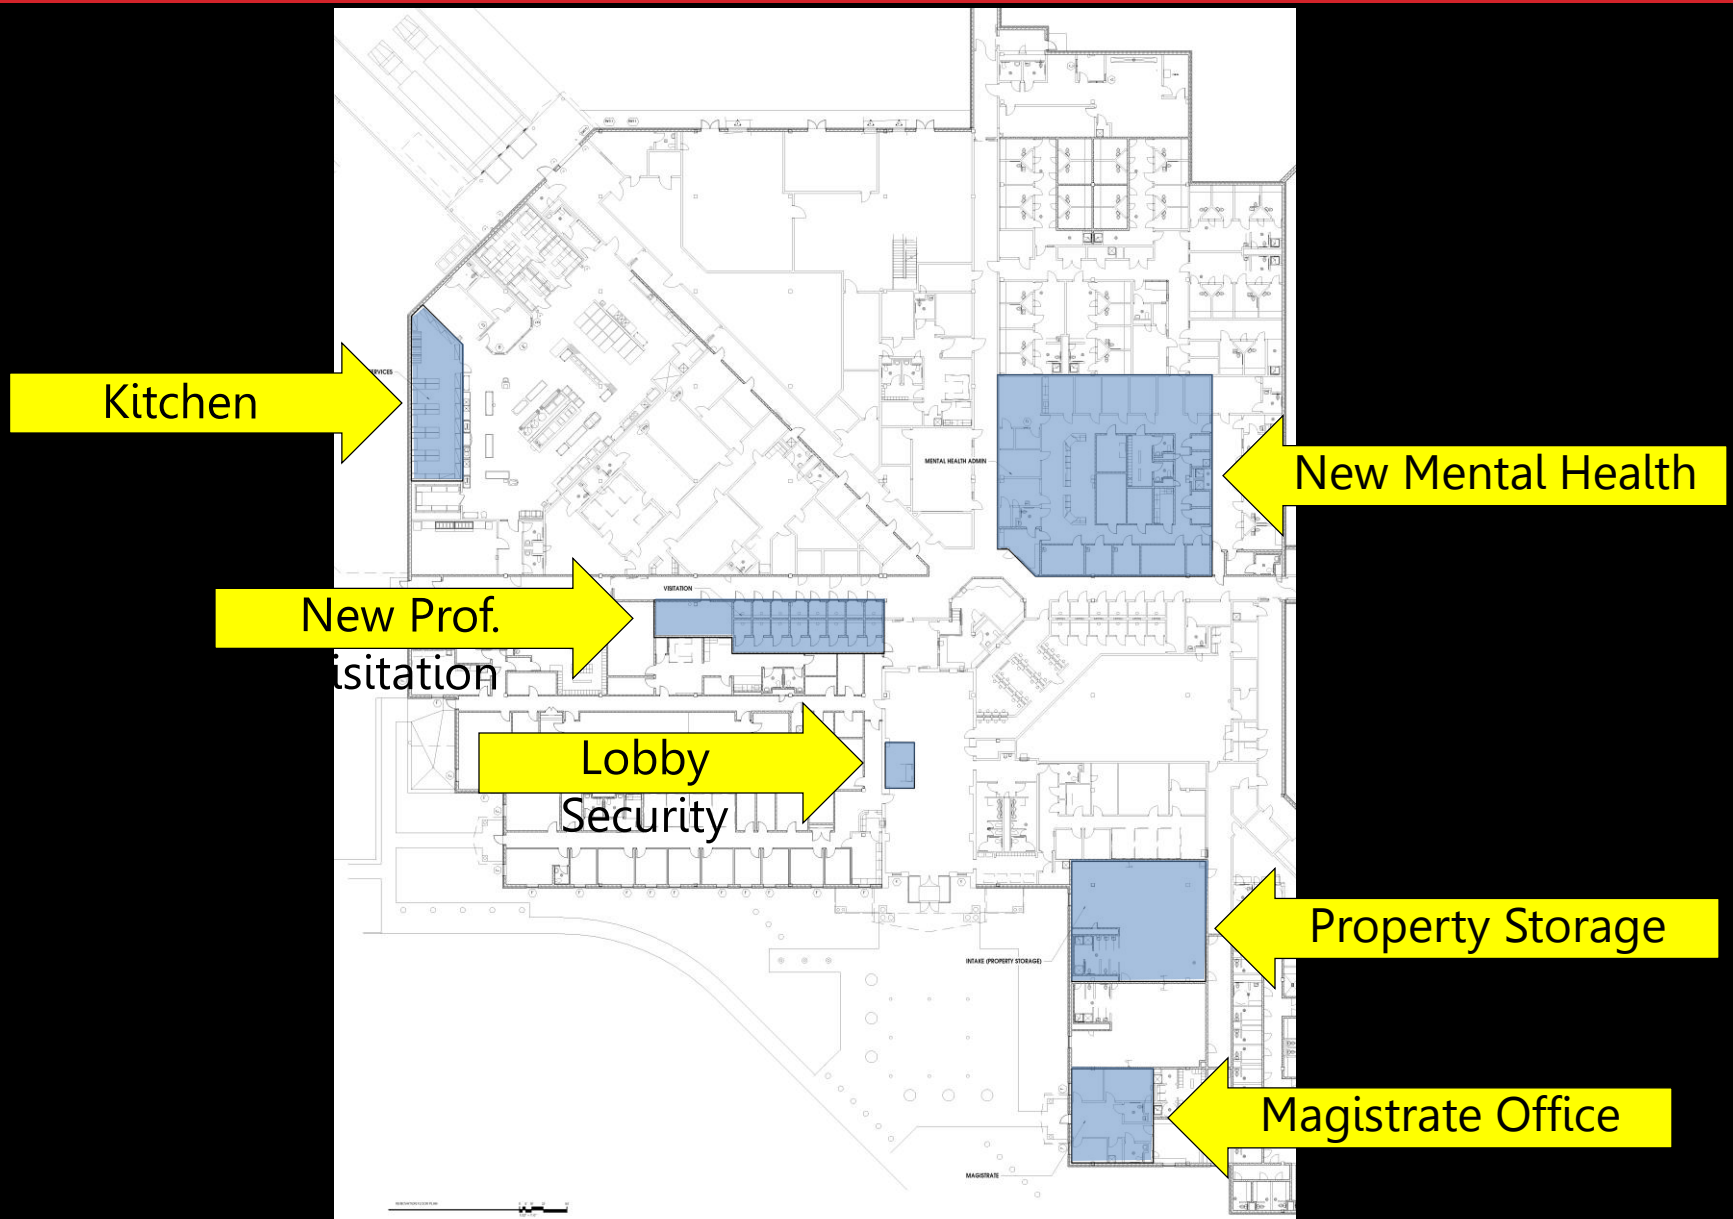 SERVICES
Kitchen
MENTAL HEALTH ADMIN
New Mental Health
VISITATION
New Prof.
isitation
Lobby
Security
Property Storage
INTAKE (PROPERTY STORAGE)
Magistrate Office
MAGISTRATE